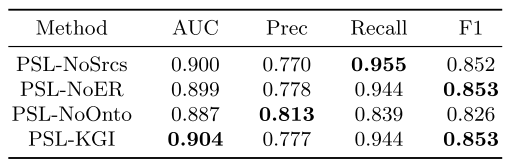 Method AUC Prec Recall F1
PSL-NoSrcs 0.900 0.770 0.955 0.852
PSL-NoER 0.899 0.778 0.944 0.853
PSL-NoOnto 0.887 0.813 0.839 0.826
PSL-KGI 0.904 0.777 0.944 0.853